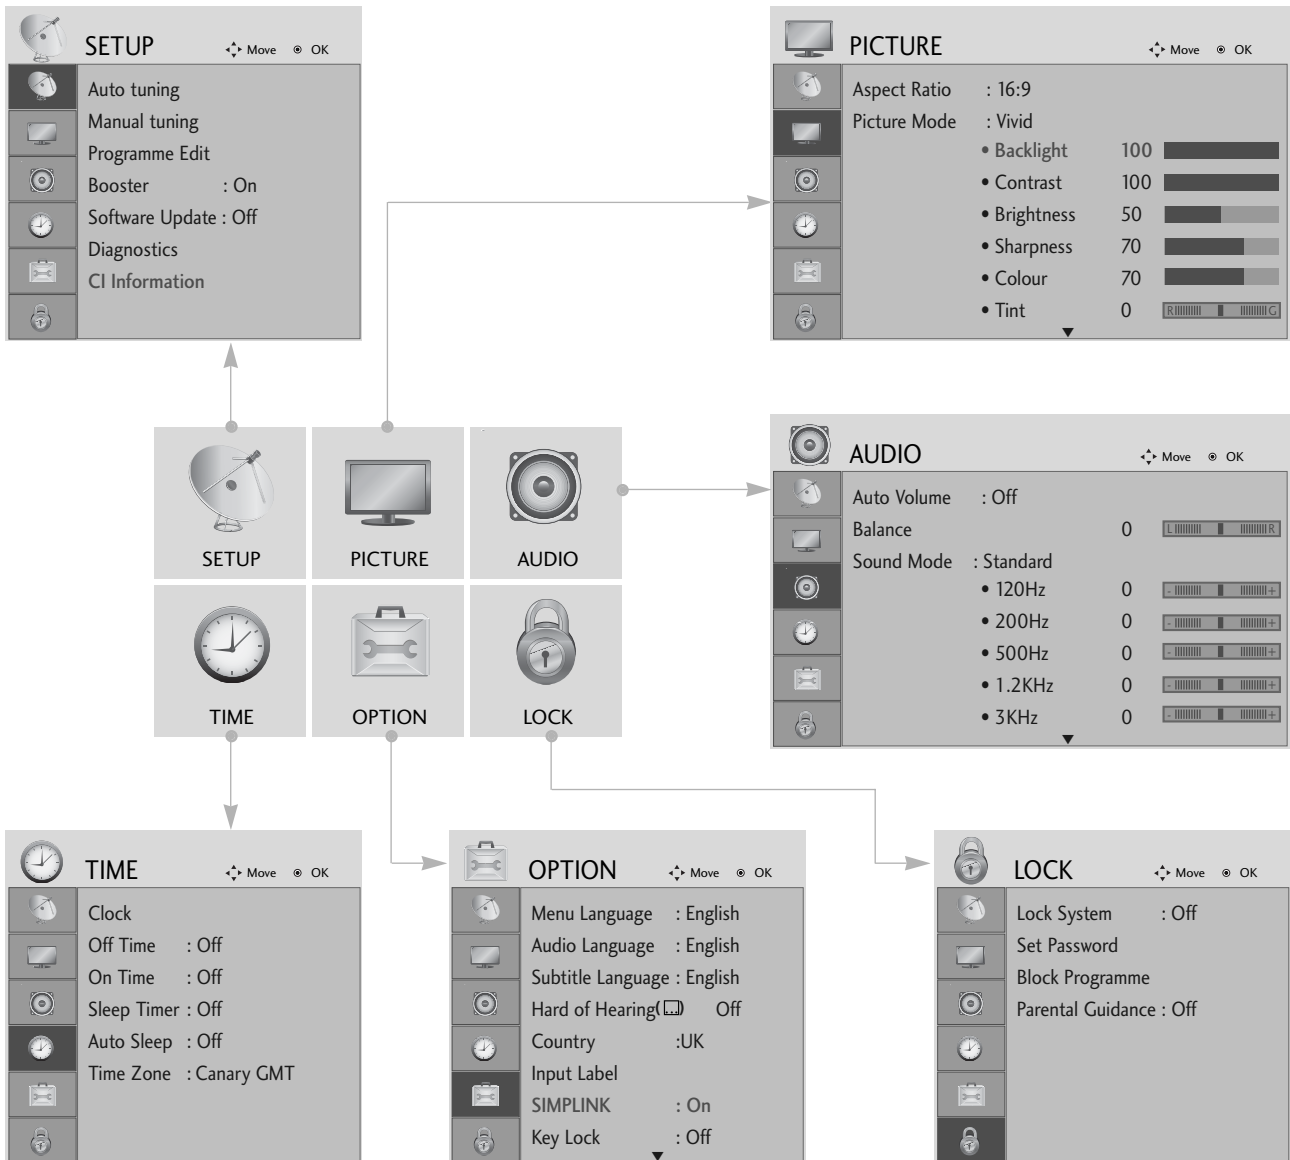 SETUP Move OK
Auto tuning
Manual tuning
Programme Edit
Booster : On
Software Update : Off
Diagnostics
CI Information
PICTURE Move OK
Aspect Ratio : 16:9
Picture Mode : Vivid
• Backlight 100
• Contrast 100
• Brightness 50
• Sharpness 70
• Colour 70
• Tint 0 R G
SETUP
PICTURE
AUDIO
TIME
OPTION
LOCK
AUDIO Move OK
Auto Volume : Off
Balance 0 L R
Sound Mode : Standard
• 120Hz 0 - +
• 200Hz 0 - +
• 500Hz 0 - +
• 1.2KHz 0 - +
• 3KHz 0 - +
TIME Move OK
Clock
Off Time : Off
On Time : Off
Sleep Timer : Off
Auto Sleep : Off
Time Zone : Canary GMT
OPTION Move OK
Menu Language : English
Audio Language : English
Subtitle Language : English
Hard of Hearing( ) Off
Country :UK
Input Label
SIMPLINK : On
Key Lock : Off
LOCK Move OK
Lock System : Off
Set Password
Block Programme
Parental Guidance : Off